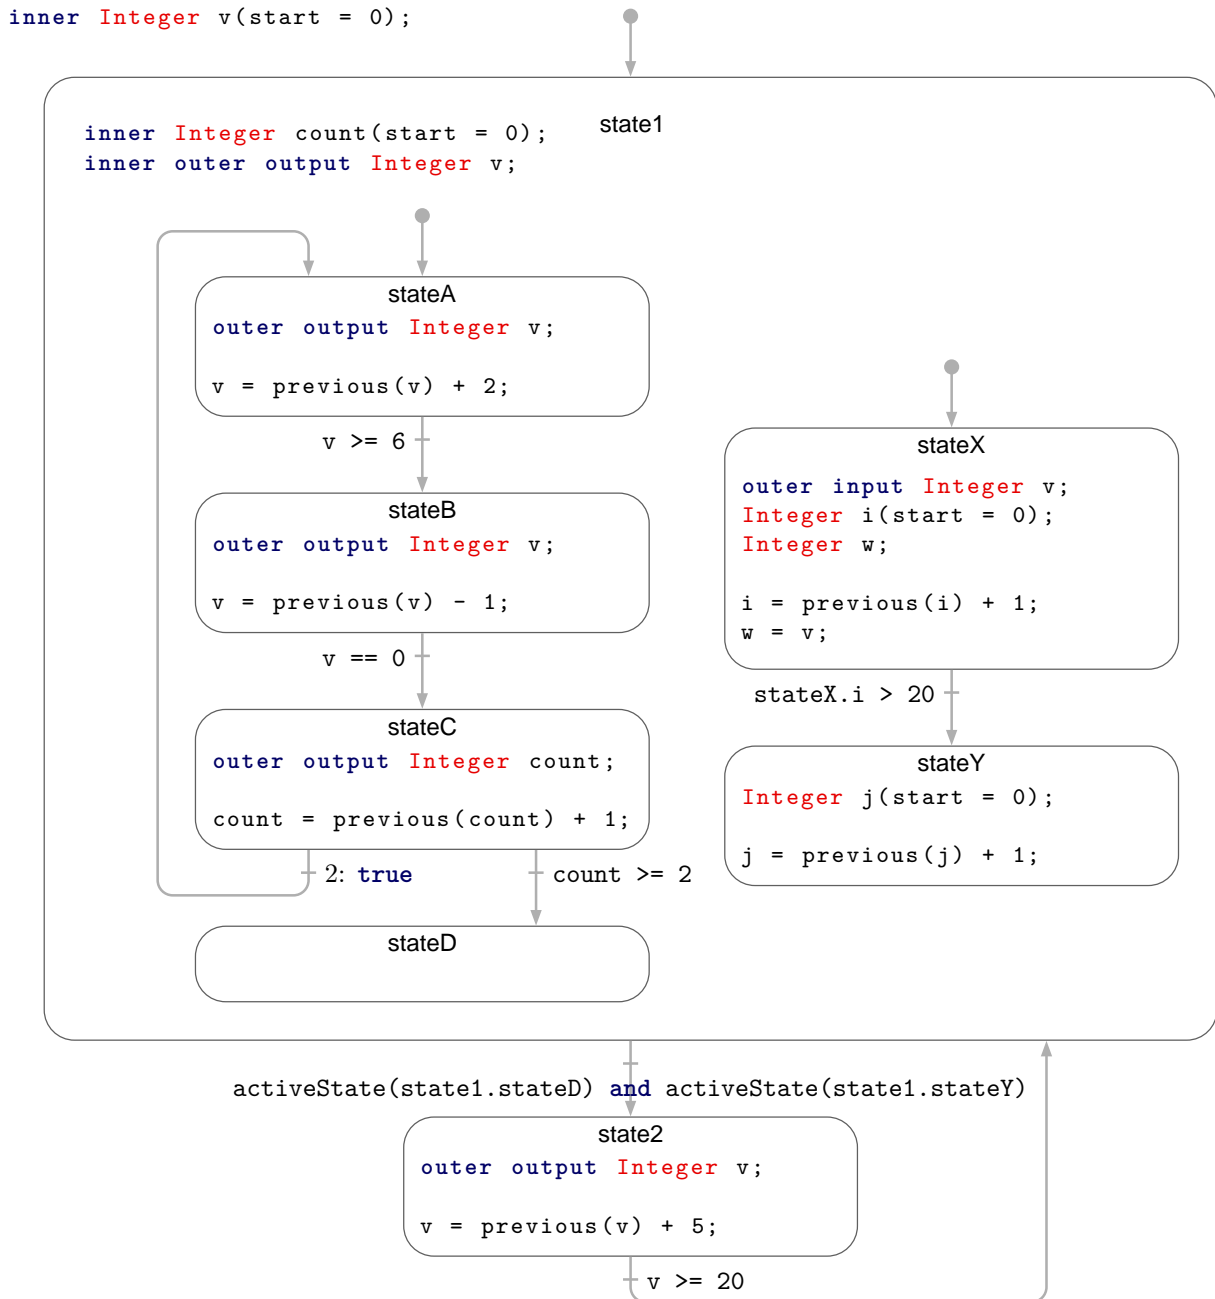 inner Integer v(start = 0);
state1
inner Integer count(start = 0);
inner outer output Integer v;
stateA
outer output Integer v;
v = previous(v) + 2;
v >= 6
stateB
outer output Integer v;
v = previous(v) - 1;
v == 0
stateC
outer output Integer count;
count = previous(count) + 1;
2: true
count >= 2
stateD
stateX
outer input Integer v;
Integer i(start = 0);
Integer w;
i = previous(i) + 1;
w = v;
stateX.i > 20
stateY
Integer j(start = 0);
j = previous(j) + 1;
activeState(state1.stateD) and activeState(state1.stateY)
state2
outer output Integer v;
v = previous(v) + 5;
v >= 20